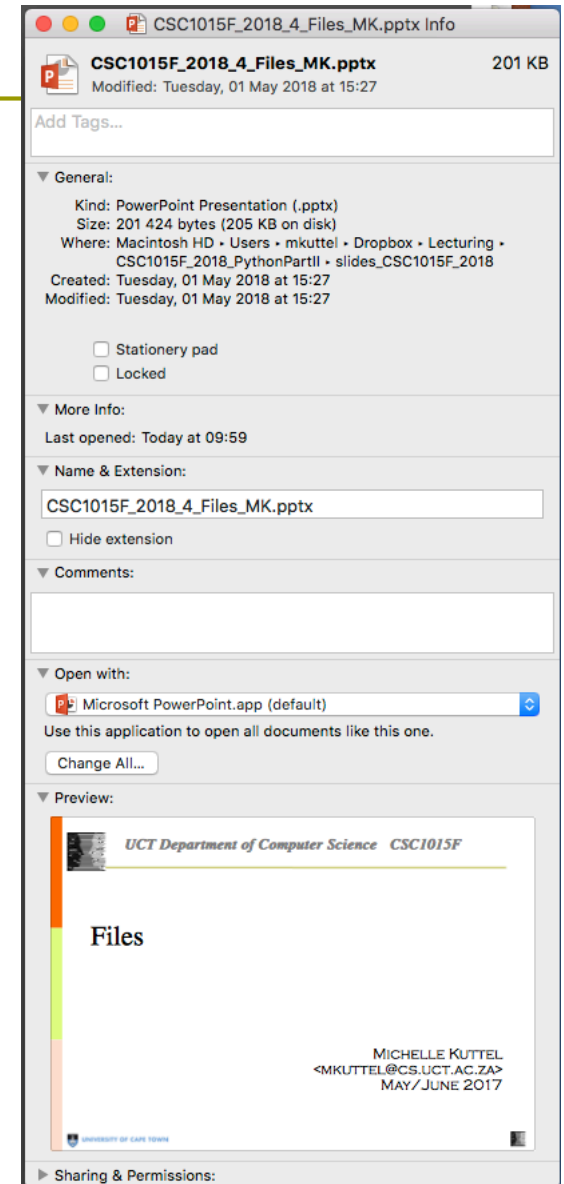 CSC1015F_2018_4_Files_MK.pptx Info
CSC1015F_2018_4_Files_MK.pptx 201 KB
Modified: Tuesday, 01 May 2018 at 15:27
Add Tags...
General:
Kind: PowerPoint Presentation (.pptx)
Size: 201 424 bytes (205 KB on disk)
Where: Macintosh HD ▸ Users ▸ mkuttel ▸ Dropbox ▸ Lecturing ▸
CSC1015F_2018_PythonPartII ▸ slides_CSC1015F_2018
Created: Tuesday, 01 May 2018 at 15:27
Modified: Tuesday, 01 May 2018 at 15:27
Stationery pad
Locked
More Info:
Last opened: Today at 09:59
Name & Extension:
CSC1015F_2018_4_Files_MK.pptx
Hide extension
Comments:
Open with:
Microsoft PowerPoint.app (default)
Use this application to open all documents like this one.
Change All...
Preview:
UCT Department of Computer Science CSC1015F
Files
MICHELLE KUTTEL
<MKUTTEL@CS.UCT.AC.ZA>
MAY/JUNE 2017
UNIVERSITY OF CAPE TOWN
Sharing & Permissions: